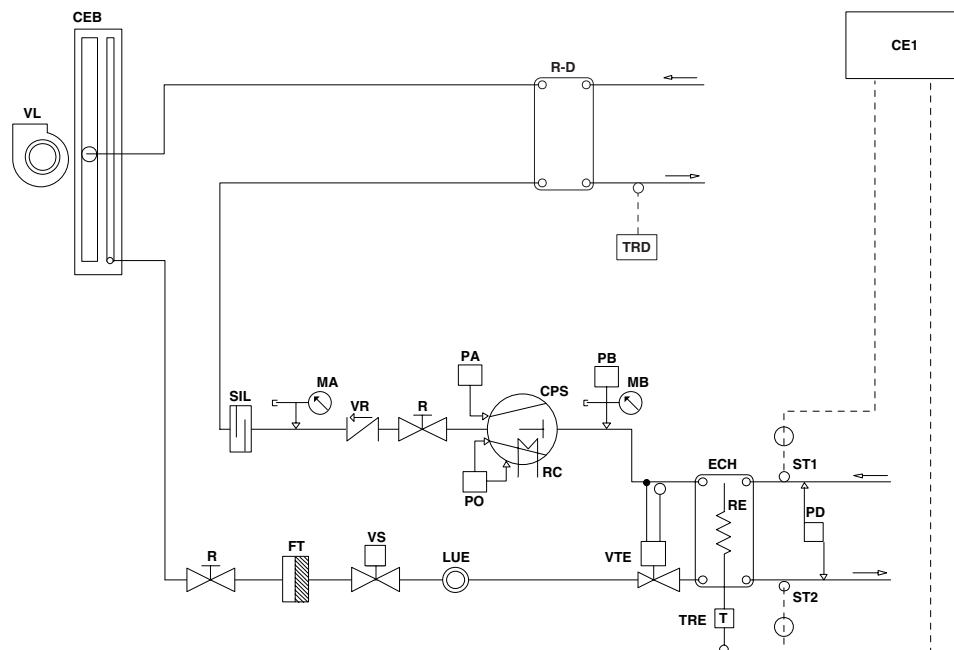 CEB
CE1
R-D
VL
TRD
PA
PB
MA
CPS
MB
SIL
VR
R
RC
PO
ECH
ST1
RE
PD
R
FT
VS
LUE
VTE
ST2
TRE
T